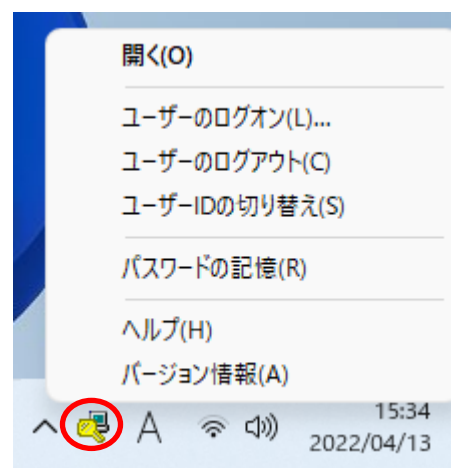 開く(O)
ユーザーのログオン(L)...
ユーザーのログアウト(C)
ユーザーIDの切り替え(S)
パスワードの記憶(R)
ヘルプ(H)
バージョン情報(A)
A
15:34
2022/04/13